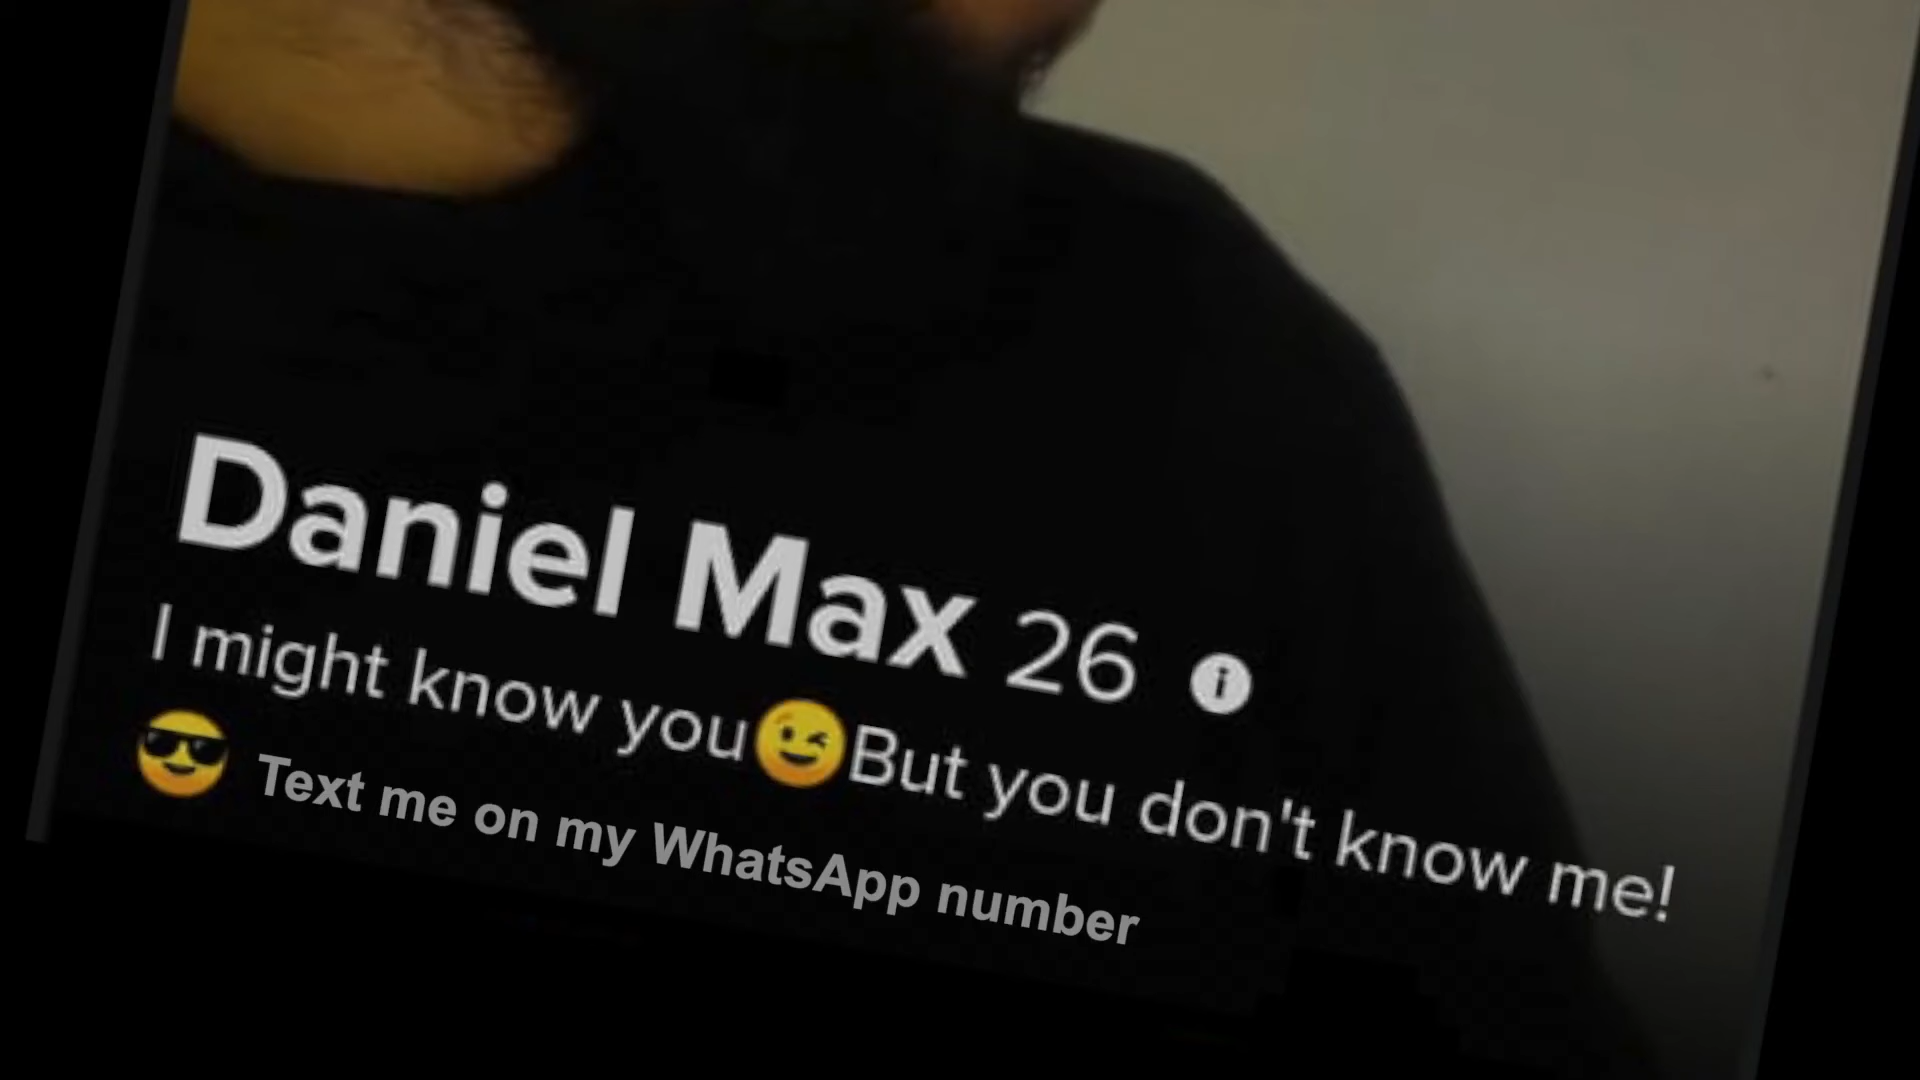 Daniel Max 26
I might know you😉But you don't know me!
😎 Text me on my WhatsApp number